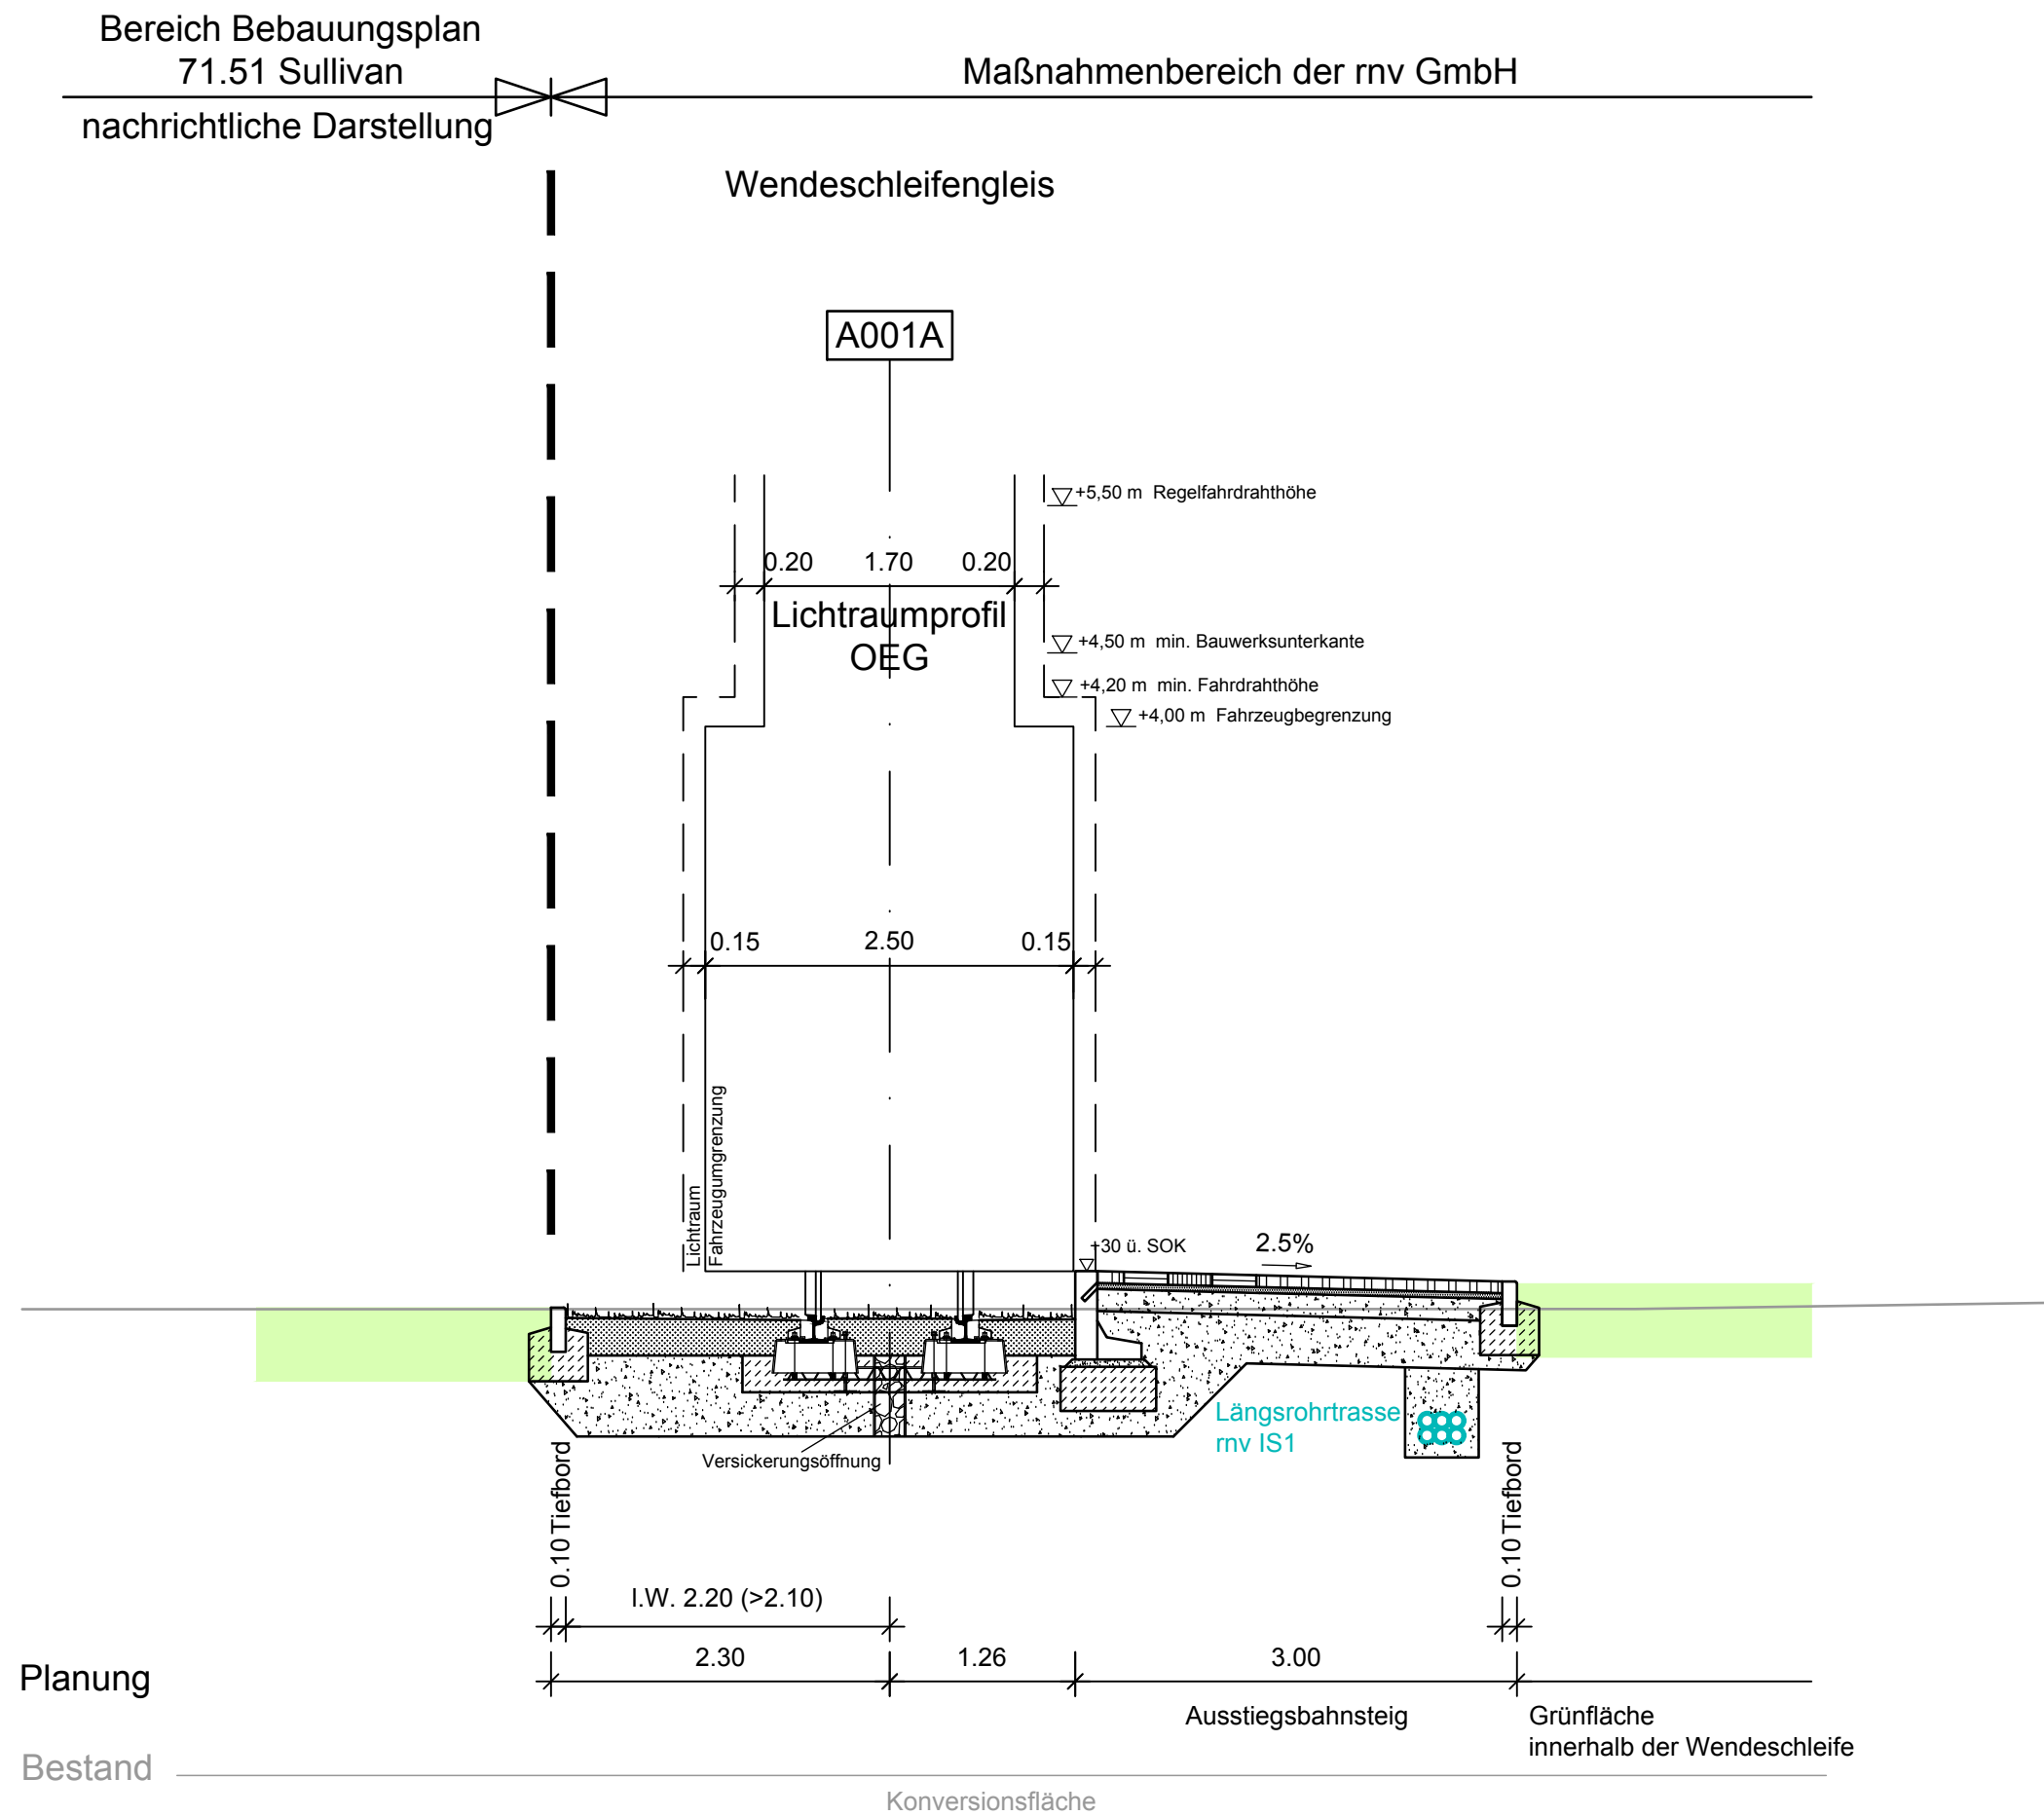 Bereich Bebauungsplan
71.51 Sullivan
Maßnahmenbereich der rnv GmbH
nachrichtliche Darstellung
Wendeschleifengleis
A001A
+5,50 m  Regelfahrdrahthöhe
0.20 1.70 0.20
Lichtraumprofil
OEG
+4,50 m  min. Bauwerksunterkante
+4,20 m  min. Fahrdrahthöhe
+4,00 m  Fahrzeugbegrenzung
0.15 2.50 0.15
Lichtraum
Fahrzeugumgrenzung
+30 ü. SOK
2.5%
Längsrohrtrasse
rnv IS1
Versickerungsöffnung
0.10 Tiefbord
0.10 Tiefbord
l.W. 2.20 (>2.10)
2.30 1.26 3.00
Planung
Ausstiegsbahnsteig
Grünfläche
innerhalb der Wendeschleife
Bestand
Konversionsfläche